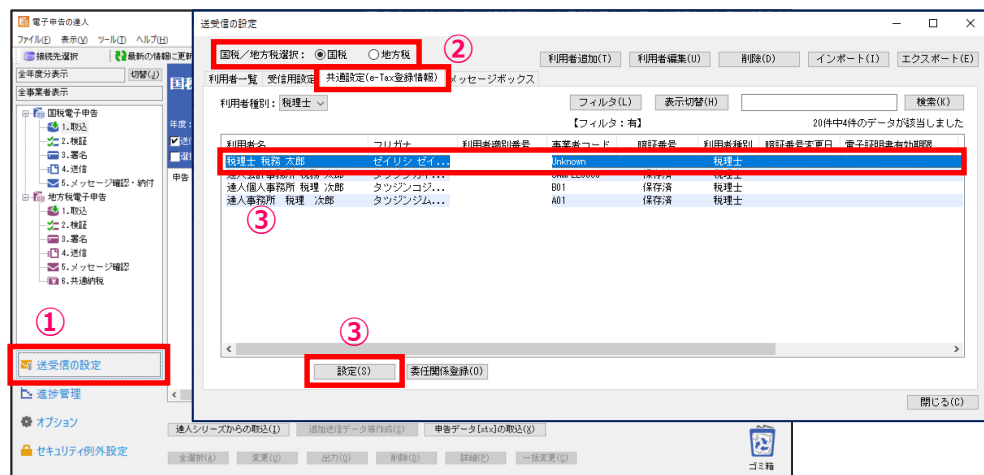 電子申告の達人
ファイル(F) 表示(V) ツール(T) ヘルプ(H)
接続先選択 最新の情報に更新
全年度分表示 切替(J)
全事業者表示
国税電子申告
1.取込
2.検証
3.署名
4.送信
5.メッセージ確認・納付
地方税電子申告
1.取込
2.検証
3.署名
4.送信
5.メッセージ確認
6.共通納税
①
送受信の設定
進捗管理
オプション
セキュリティ例外設定
国税
年度:
申告
送受信の設定
国税/地方税選択: 国税 地方税
②
利用者追加(T) 利用者編集(U) 削除(D) インポート(I) エクスポート(E)
利用者一覧 受信用設定 共通設定(e-Tax登録情報) メッセージボックス
利用者種別: 税理士
フィルタ(L) 表示切替(H) 検索(K)
【フィルタ:有】 20件中4件のデータが該当しました
利用者名 フリガナ 利用者識別番号 事業者コード 暗証番号 利用者種別 暗証番号変更日 電子証明書有効期限
税理士 税務 太郎 ゼイリシ ゼイ... Unknown 税理士
達人会計事務所 税務 次郎 タツジンカイ... SAMPLE0000 保存済 税理士
達人個人事務所 税理 次郎 タツジンコジ... B01 保存済 税理士
達人事務所 税理 次郎 タツジンジム... A01 保存済 税理士
③
③
設定(S) 委任関係登録(O)
閉じる(C)
達人シリーズからの取込(I) 追加送信データ等作成(Z) 申告データ[xtx]の取込(X)
全選択(A) 変更(U) 出力(O) 削除(D) 詳細(P) 一括変更(C)
ゴミ箱